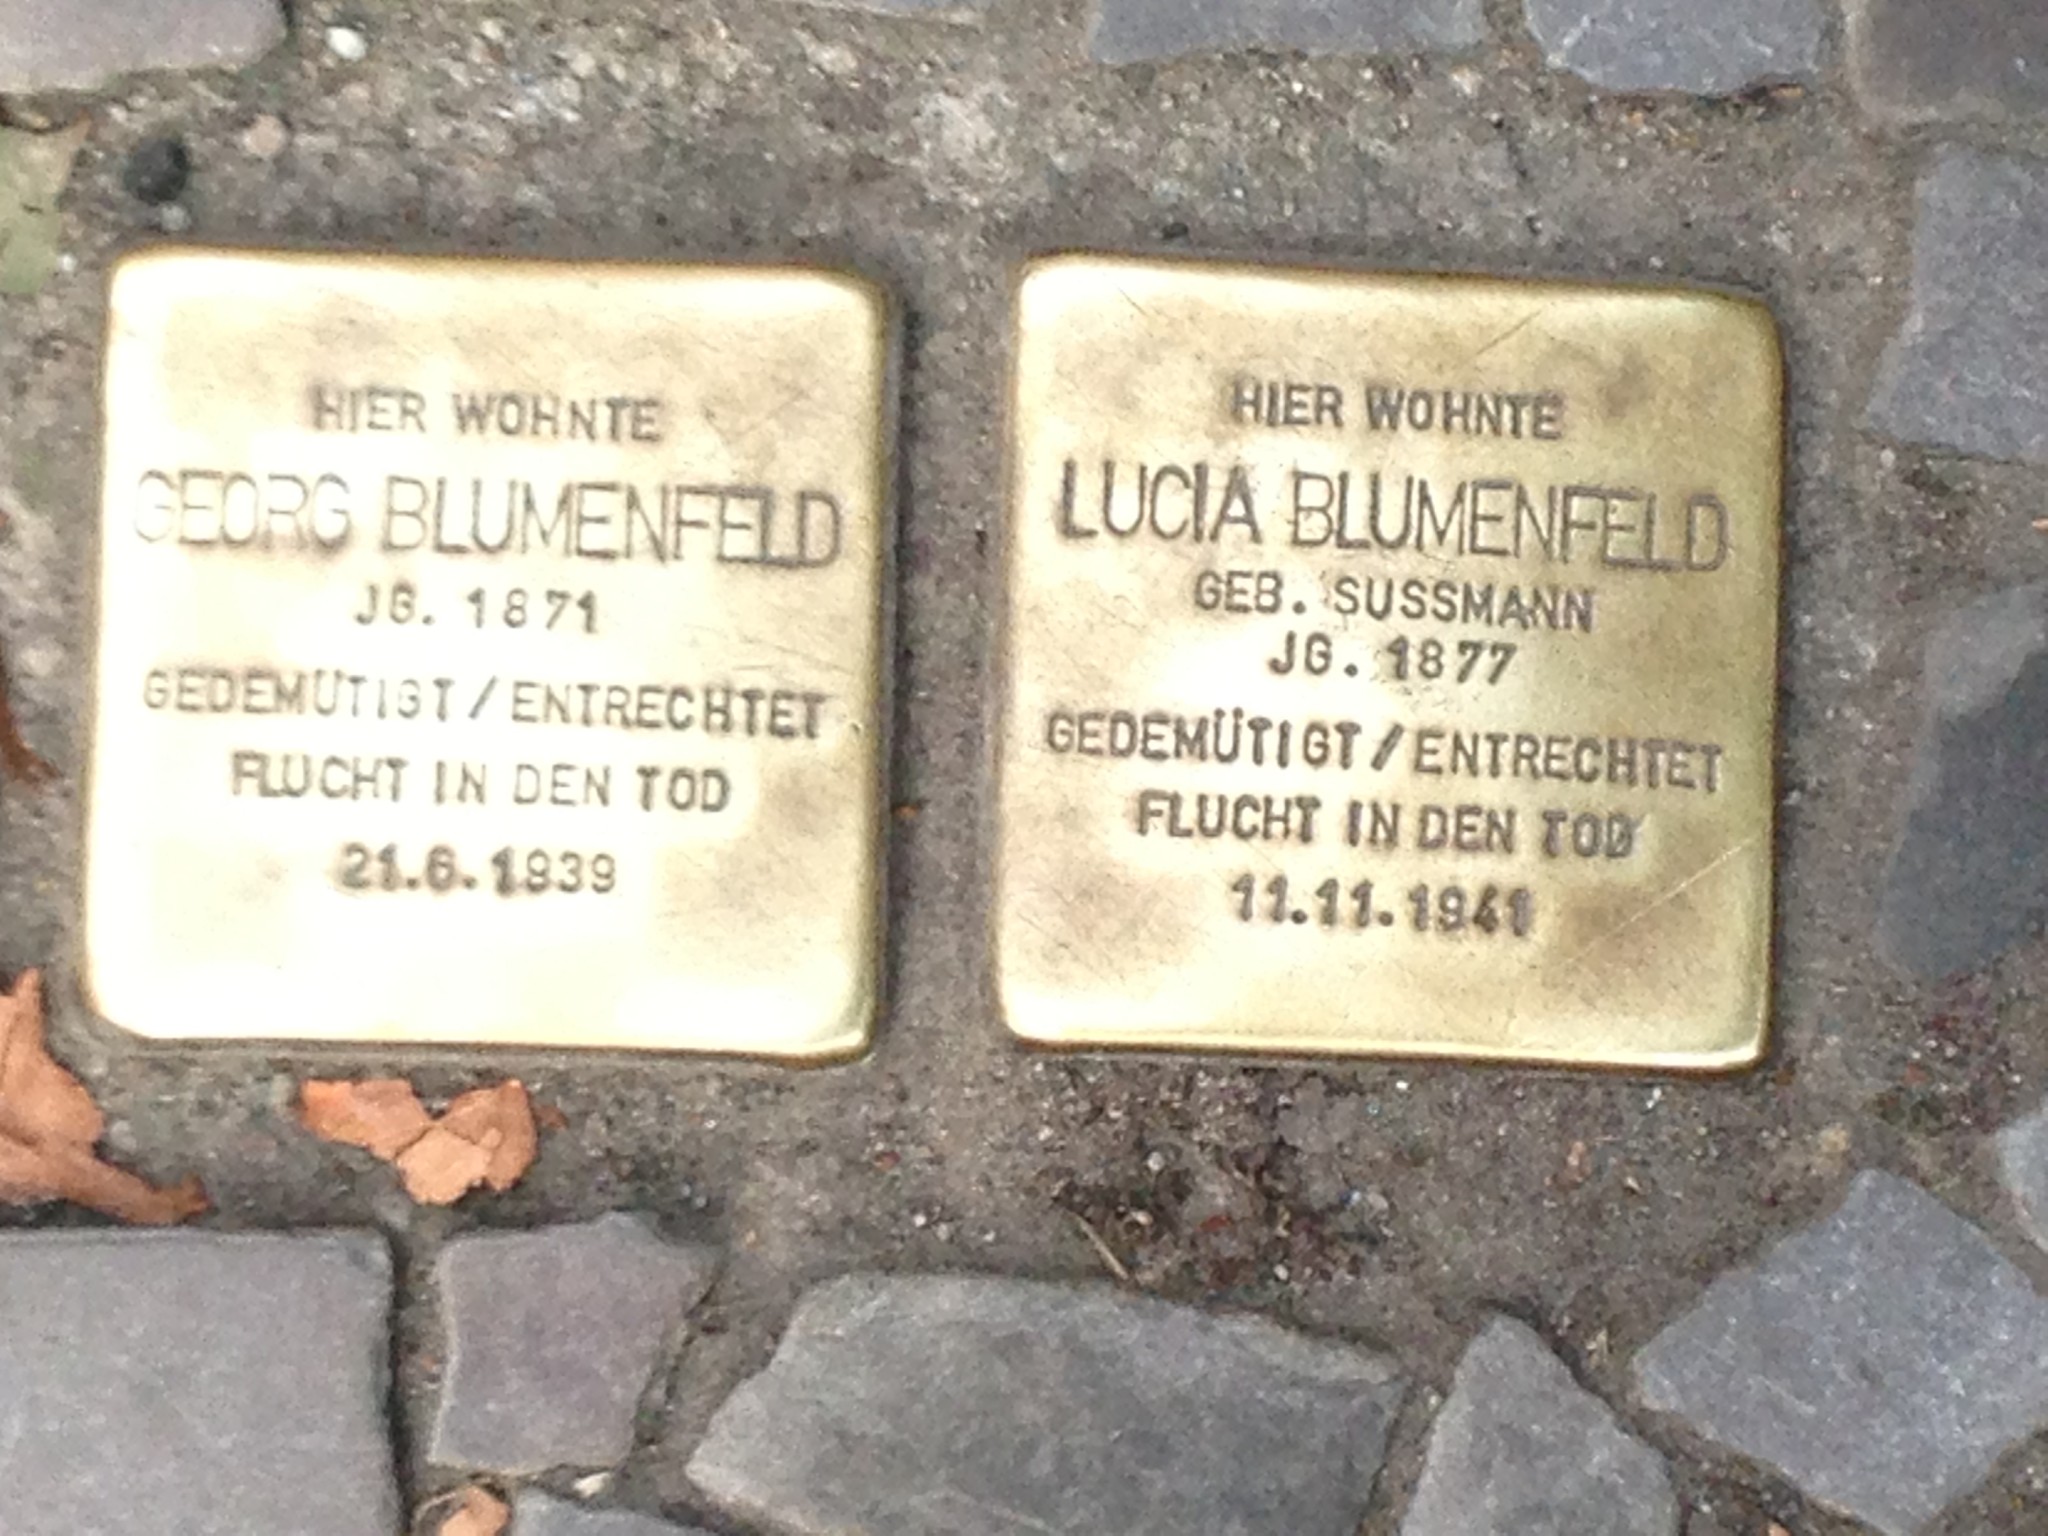 HIER WOHNTE
GEORG BLUMENFELD
JG. 1871
GEDEMÜTIGT / ENTRECHTET
FLUCHT IN DEN TOD
21.6.1939
HIER WOHNTE
LUCIA BLUMENFELD
GEB. SUSSMANN
JG. 1877
GEDEMÜTIGT / ENTRECHTET
FLUCHT IN DEN TOD
11.11.1941